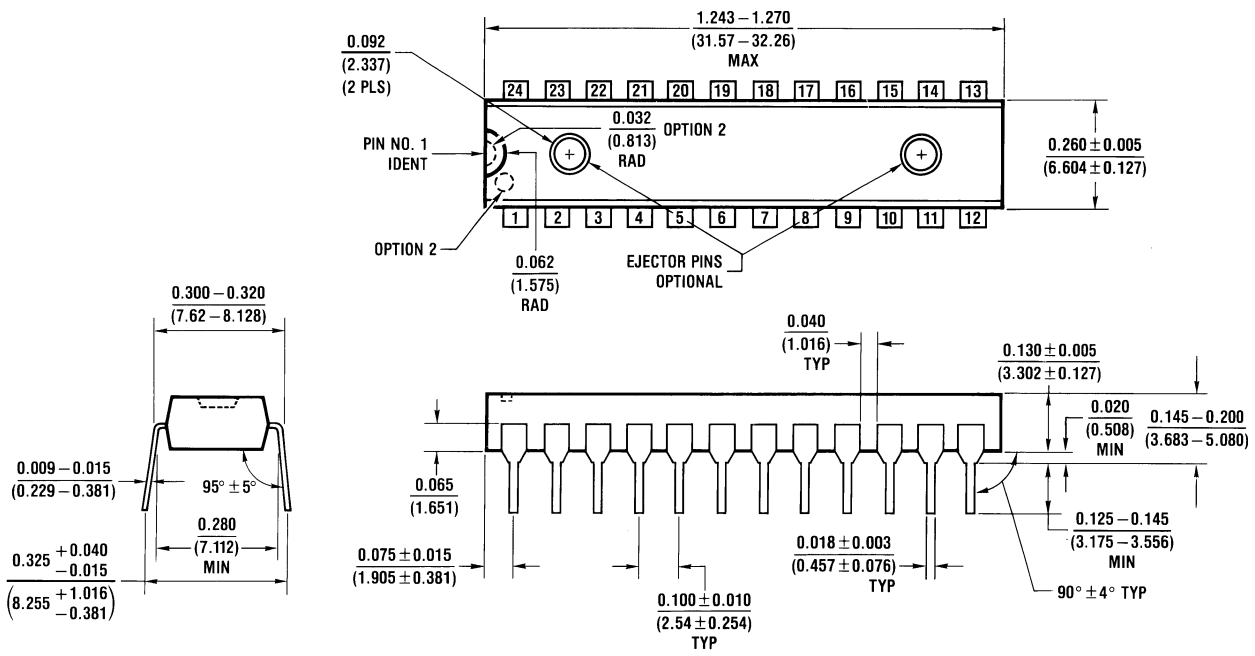 1.243 – 1.270
(31.57 – 32.26)
MAX
0.092
(2.337)
(2 PLS)
24 23 22 21 20 19 18 17 16 15 14 13
0.032
(0.813)
RAD
OPTION 2
PIN NO. 1
IDENT
0.260 ± 0.005
(6.604 ± 0.127)
1 2 3 4 5 6 7 8 9 10 11 12
OPTION 2
0.062
(1.575)
RAD
EJECTOR PINS
OPTIONAL
0.300 – 0.320
(7.62 – 8.128)
0.040
(1.016)
TYP
0.130 ± 0.005
(3.302 ± 0.127)
0.020
(0.508)
MIN
0.145 – 0.200
(3.683 – 5.080)
0.009 – 0.015
(0.229 – 0.381)
95° ± 5°
0.065
(1.651)
0.280
(7.112)
MIN
0.325 +0.040
–0.015
(8.255 +1.016
–0.381)
0.075 ± 0.015
(1.905 ± 0.381)
0.100 ± 0.010
(2.54 ± 0.254)
TYP
0.018 ± 0.003
(0.457 ± 0.076)
TYP
0.125 – 0.145
(3.175 – 3.556)
MIN
90° ± 4° TYP